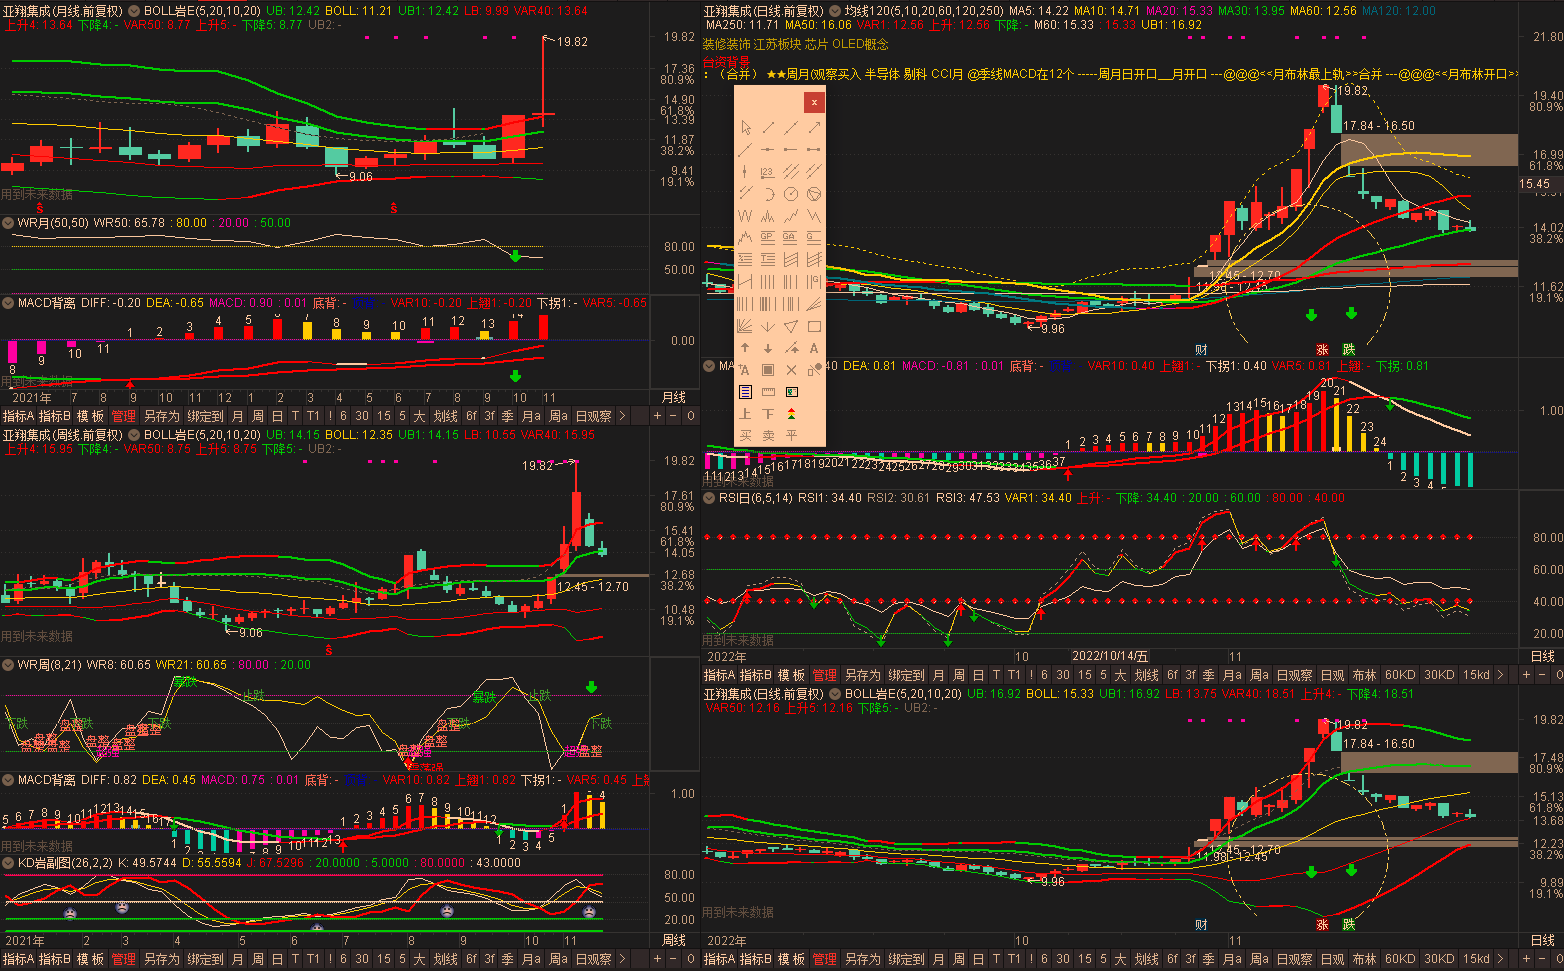 亚翔集成(月线.前复权) BOLL岩E(5,20,10,20) UB: 12.42 BOLL: 11.21 UB1: 12.42 LB: 9.99 VAR40: 13.64
上升4: 13.64 下降4: - VAR50: 8.77 上升5: - 下降5: 8.77 UB2: -
19.82
19.82
17.36
80.9%
14.90
61.8%
13.39
11.87
38.2%
9.41
19.1%
9.06
用到未来数据
WR月(50,50) WR50: 65.78 : 80.00 : 20.00 : 50.00
80.00
50.00
MACD背离 DIFF: -0.20 DEA: -0.65 MACD: 0.90 : 0.01 底背: - 顶背: - VAR10: -0.20 上翘1: -0.20 下拐1: - VAR5: -0.65
8 9 10 11 1 2 3 4 5 6 7 8 9 10 11 12 13 14
0.00
用到未来数据
2021年 7 8 9 10 11 12 1 2 3 4 5 6 7 8 9 10 11 月线
指标A 指标B 模 板 管理 另存为 绑定到 月 周 日 T T1 ! 6 30 15 5 大 划线 6f 3f 季 月a 周a 日观察 > + - 0
亚翔集成(周线.前复权) BOLL岩E(5,20,10,20) UB: 14.15 BOLL: 12.35 UB1: 14.15 LB: 10.55 VAR40: 15.95
上升4: 15.95 下降4: - VAR50: 8.75 上升5: 8.75 下降5: - UB2: -
19.82
19.82
17.61
80.9%
15.41
61.8%
14.05
12.68
38.2%
10.48
19.1%
12.45 - 12.70
9.06
用到未来数据
WR周(8,21) WR8: 60.65 WR21: 60.65 : 80.00 : 20.00
暴跌 止跌 暴跌 止跌
下跌 盘整 下跌 盘整 下跌 盘整 下跌
盘整 盘整 盘整 盘整 盘整 盘整
MACD背离 DIFF: 0.82 DEA: 0.45 MACD: 0.75 : 0.01 底背: - 顶背: - VAR10: 0.82 上翘1: 0.82 下拐1: - VAR5: 0.45
1.00
用到未来数据
KD岩副图(26,2,2) K: 49.5744 D: 55.5594 J: 67.5296 : 20.0000 : 5.0000 : 80.0000 : 43.0000
80.00
50.00
20.00
2021年 2 3 4 5 6 7 8 9 10 11 周线
指标A 指标B 模 板 管理 另存为 绑定到 月 周 日 T T1 ! 6 30 15 5 大 划线 6f 3f 季 月a 周a 日观察 > + - 0
亚翔集成(日线.前复权) 均线120(5,10,20,60,120,250) MA5: 14.22 MA10: 14.71 MA20: 15.33 MA30: 13.95 MA60: 12.56 MA120: 12.00
MA250: 11.71 MA50: 16.06 VAR1: 12.56 上升: 12.56 下降: - M60: 15.33 : 15.33 UB1: 16.92
装修装饰 江苏板块 芯片 OLED概念
台资背景
: （合并） ★★周月(观察买入 半导体 剔科 CCI月 @季线MACD在12个 -----周月日开口__月开口 ---@@@<<月布林最上轨>>合并 ---@@@<<月布林开口>>
21.80
19.40
80.9%
16.99
61.8%
15.45
14.02
38.2%
11.62
19.1%
19.82
17.84 - 16.50
12.45 - 12.70
11.98 - 12.45
9.96
财 涨 跌
x
123
GP GA G
A
A
上 下
买 卖 平
DEA: 0.81 MACD: -0.81 : 0.01 底背: - 顶背: - VAR10: 0.40 上翘1: - 下拐1: 0.40 VAR5: 0.81 上翘: - 下拐: 0.81
1.00
用到未来数据
RSI日(6,5,14) RSI1: 34.40 RSI2: 30.61 RSI3: 47.53 VAR1: 34.40 上升: - 下降: 34.40 : 20.00 : 60.00 : 80.00 : 40.00
80.00
60.00
40.00
20.00
用到未来数据
2022年 10 2022/10/14/五 11 日线
指标A 指标B 模 板 管理 另存为 绑定到 月 周 日 T T1 ! 6 30 15 5 大 划线 6f 3f 季 月a 周a 日观察 日观 布林 60KD 30KD 15kd > + - 0
亚翔集成(日线.前复权) BOLL岩E(5,20,10,20) UB: 16.92 BOLL: 15.33 UB1: 16.92 LB: 13.75 VAR40: 18.51 上升4: - 下降4: 18.51
VAR50: 12.16 上升5: 12.16 下降5: - UB2: -
19.82
19.82
17.84 - 16.50
17.48
80.9%
15.13
61.8%
13.68
12.23
38.2%
9.89
19.1%
12.45 - 12.70
11.98 - 12.45
9.96
用到未来数据
财 涨 跌
2022年 10 11 日线
指标A 指标B 模 板 管理 另存为 绑定到 月 周 日 T T1 ! 6 30 15 5 大 划线 6f 3f 季 月a 周a 日观察 日观 布林 60KD 30KD 15kd > + - 0